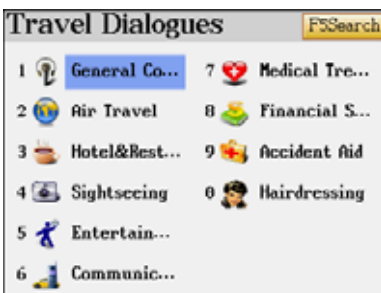 Travel Dialogues
F5Search
1 General Co...
2 Air Travel
3 Hotel&Rest...
4 Sightseeing
5 Entertain...
6 Communic...
7 Medical Tre...
8 Financial S...
9 Accident Aid
0 Hairdressing